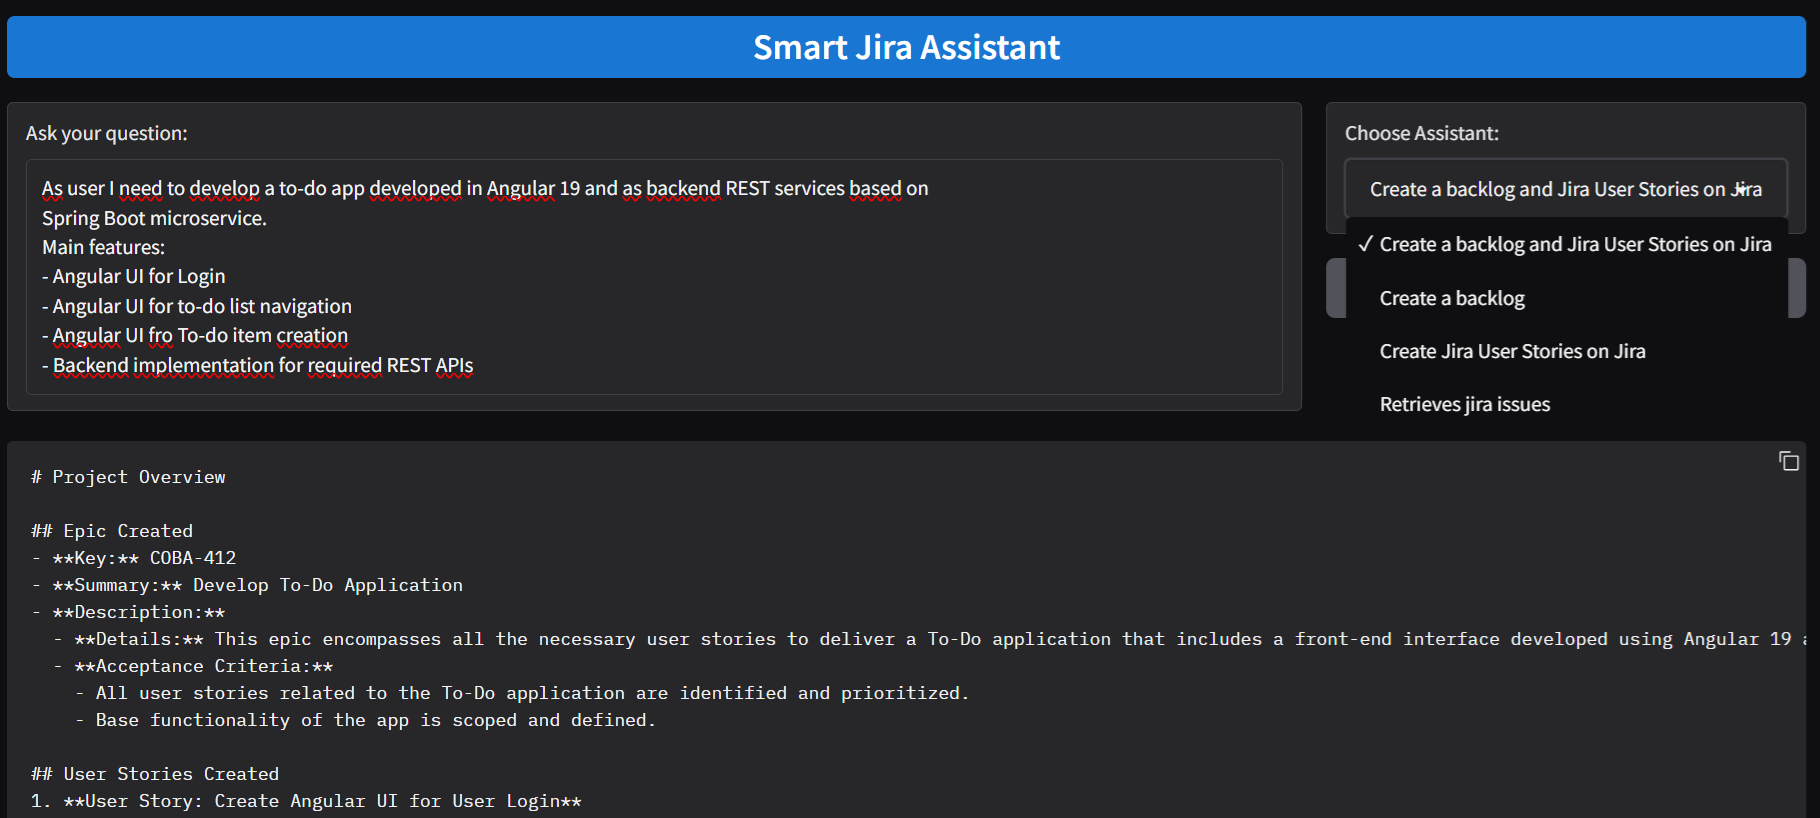 Smart Jira Assistant
Ask your question:
As user I need to develop a to-do app developed in Angular 19 and as backend REST services based on
Spring Boot microservice.
Main features:
- Angular UI for Login
- Angular UI for to-do list navigation
- Angular UI fro To-do item creation
- Backend implementation for required REST APIs
Choose Assistant:
Create a backlog and Jira User Stories on Jira
✓ Create a backlog and Jira User Stories on Jira
Create a backlog
Create Jira User Stories on Jira
Retrieves jira issues
# Project Overview
## Epic Created
- **Key:** COBA-412
- **Summary:** Develop To-Do Application
- **Description:**
- **Details:** This epic encompasses all the necessary user stories to deliver a To-Do application that includes a front-end interface developed using Angular 19
- **Acceptance Criteria:**
- All user stories related to the To-Do application are identified and prioritized.
- Base functionality of the app is scoped and defined.
## User Stories Created
1. **User Story: Create Angular UI for User Login**